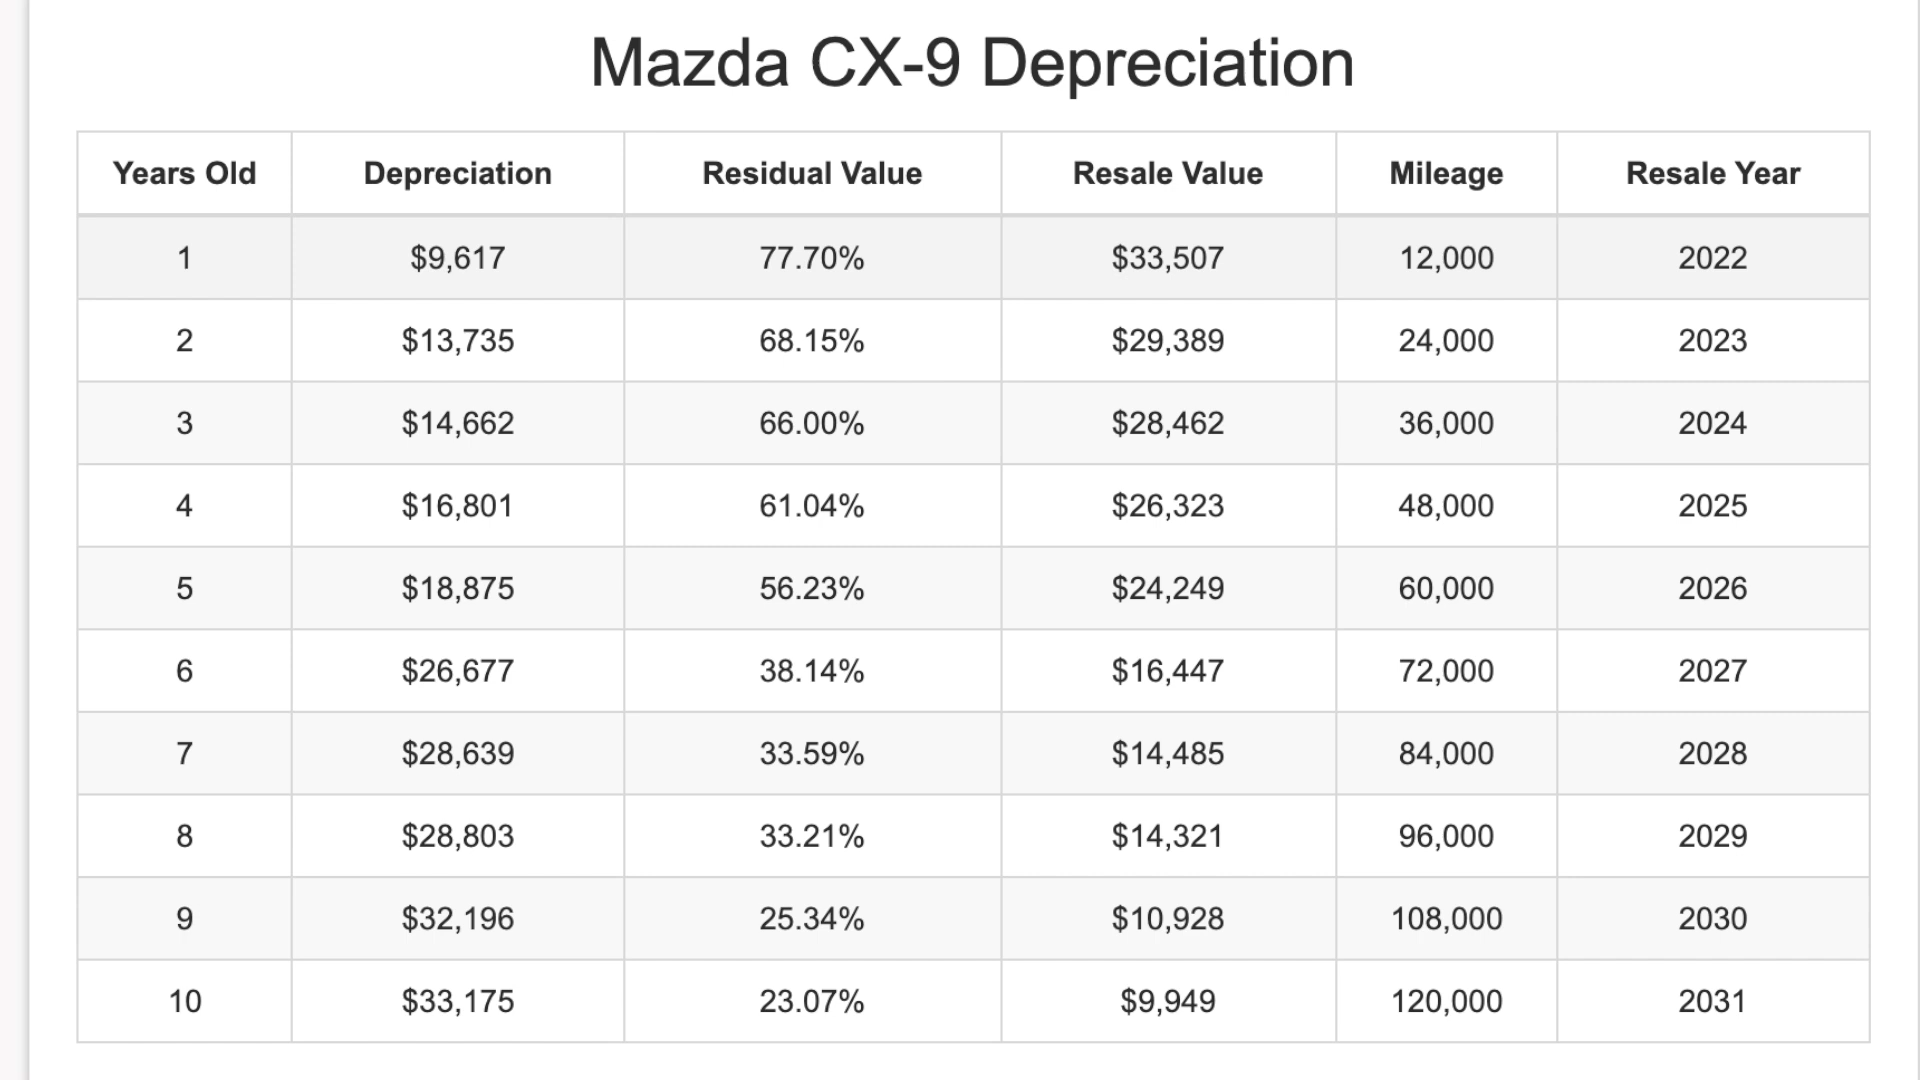 Mazda CX-9 Depreciation
Years Old Depreciation Residual Value Resale Value Mileage Resale Year
1 $9,617 77.70% $33,507 12,000 2022
2 $13,735 68.15% $29,389 24,000 2023
3 $14,662 66.00% $28,462 36,000 2024
4 $16,801 61.04% $26,323 48,000 2025
5 $18,875 56.23% $24,249 60,000 2026
6 $26,677 38.14% $16,447 72,000 2027
7 $28,639 33.59% $14,485 84,000 2028
8 $28,803 33.21% $14,321 96,000 2029
9 $32,196 25.34% $10,928 108,000 2030
10 $33,175 23.07% $9,949 120,000 2031